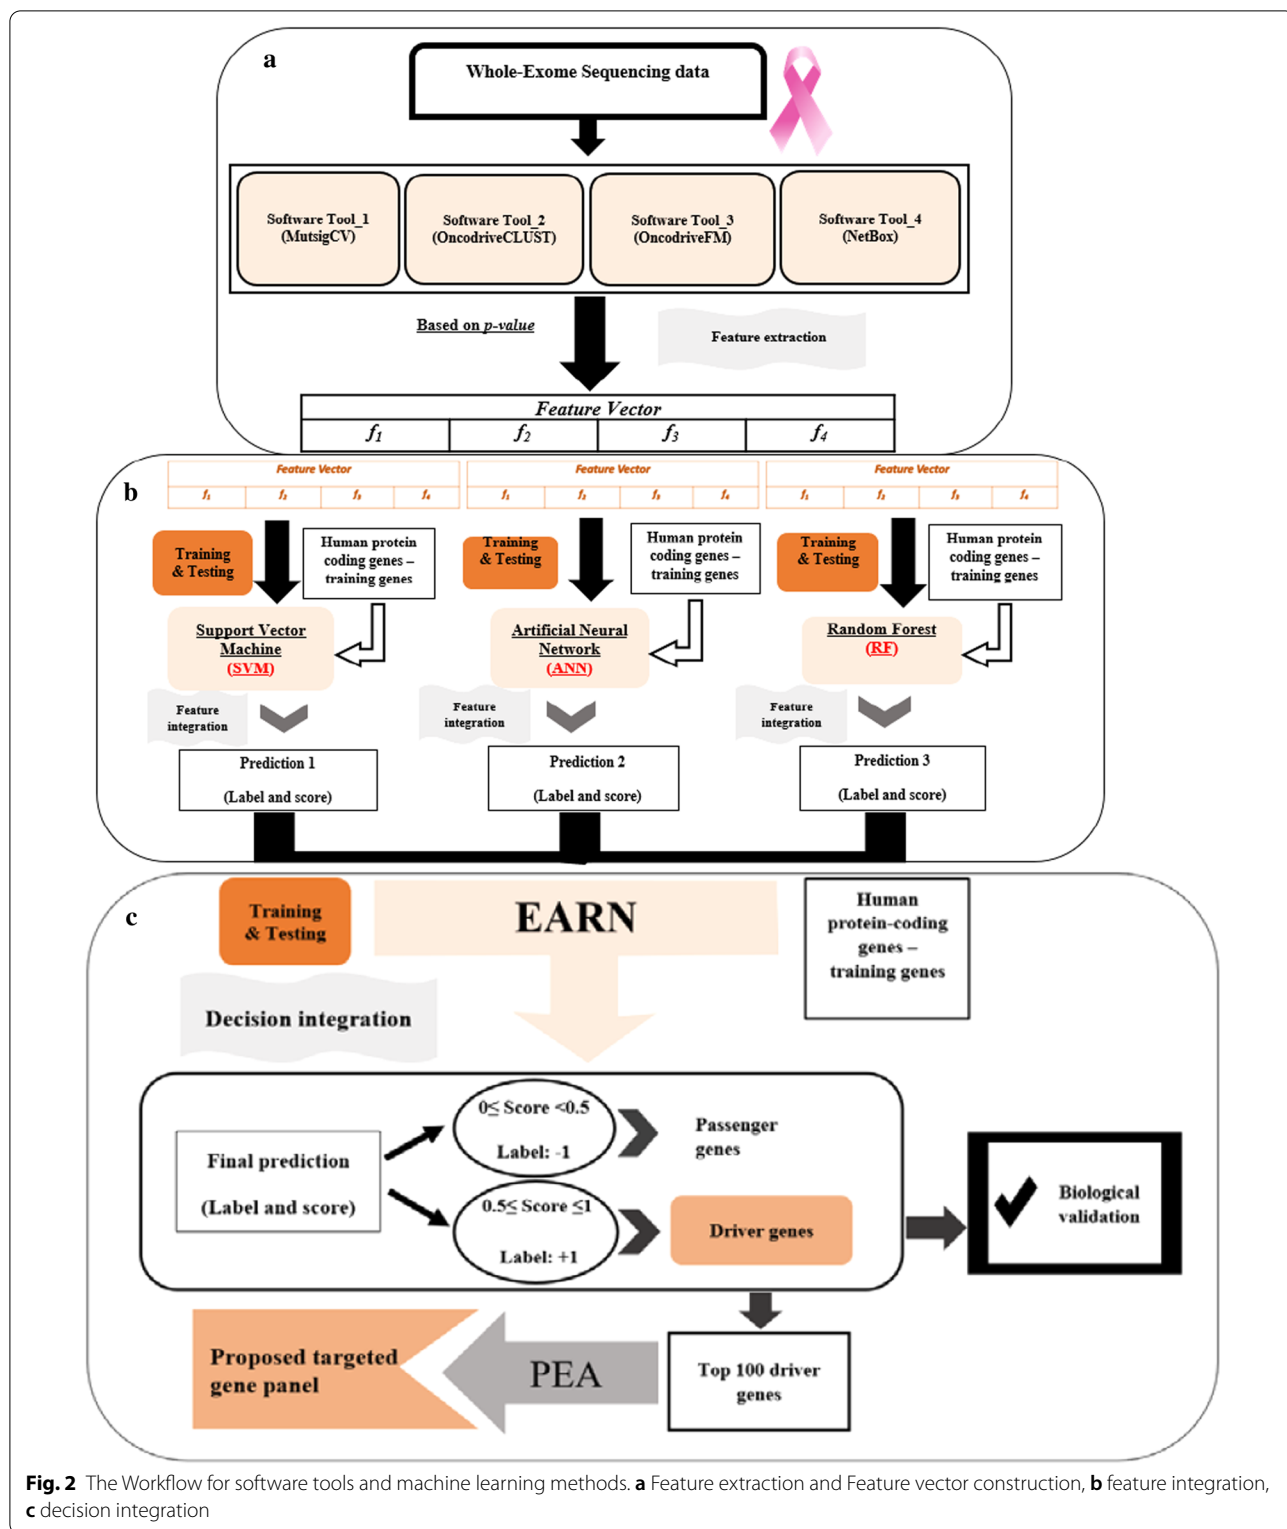 a
Whole-Exome Sequencing data
Software Tool_1
(MutsigCV)
Software Tool_2
(OncodriveCLUST)
Software Tool_3
(OncodriveFM)
Software Tool_4
(NetBox)
Based on p-value
Feature extraction
Feature Vector
f1 f2 f3 f4
b
Feature Vector
f1 f2 f3 f4
Feature Vector
f1 f2 f3 f4
Feature Vector
f1 f2 f3 f4
Training
& Testing
Human protein
coding genes –
training genes
Training
& Testing
Human protein
coding genes –
training genes
Training
& Testing
Human protein
coding genes –
training genes
Support Vector
Machine
(SVM)
Artificial Neural
Network
(ANN)
Random Forest
(RF)
Feature
integration
Feature
integration
Feature
integration
Prediction 1
(Label and score)
Prediction 2
(Label and score)
Prediction 3
(Label and score)
c
Training
& Testing
EARN
Human
protein-coding
genes –
training genes
Decision integration
Final prediction
(Label and score)
0≤ Score <0.5
Label: -1
Passenger
genes
0.5≤ Score ≤1
Label: +1
Driver genes
Biological
validation
Top 100 driver
genes
PEA
Proposed targeted
gene panel
Fig. 2 The Workflow for software tools and machine learning methods. a Feature extraction and Feature vector construction, b feature integration,
c decision integration